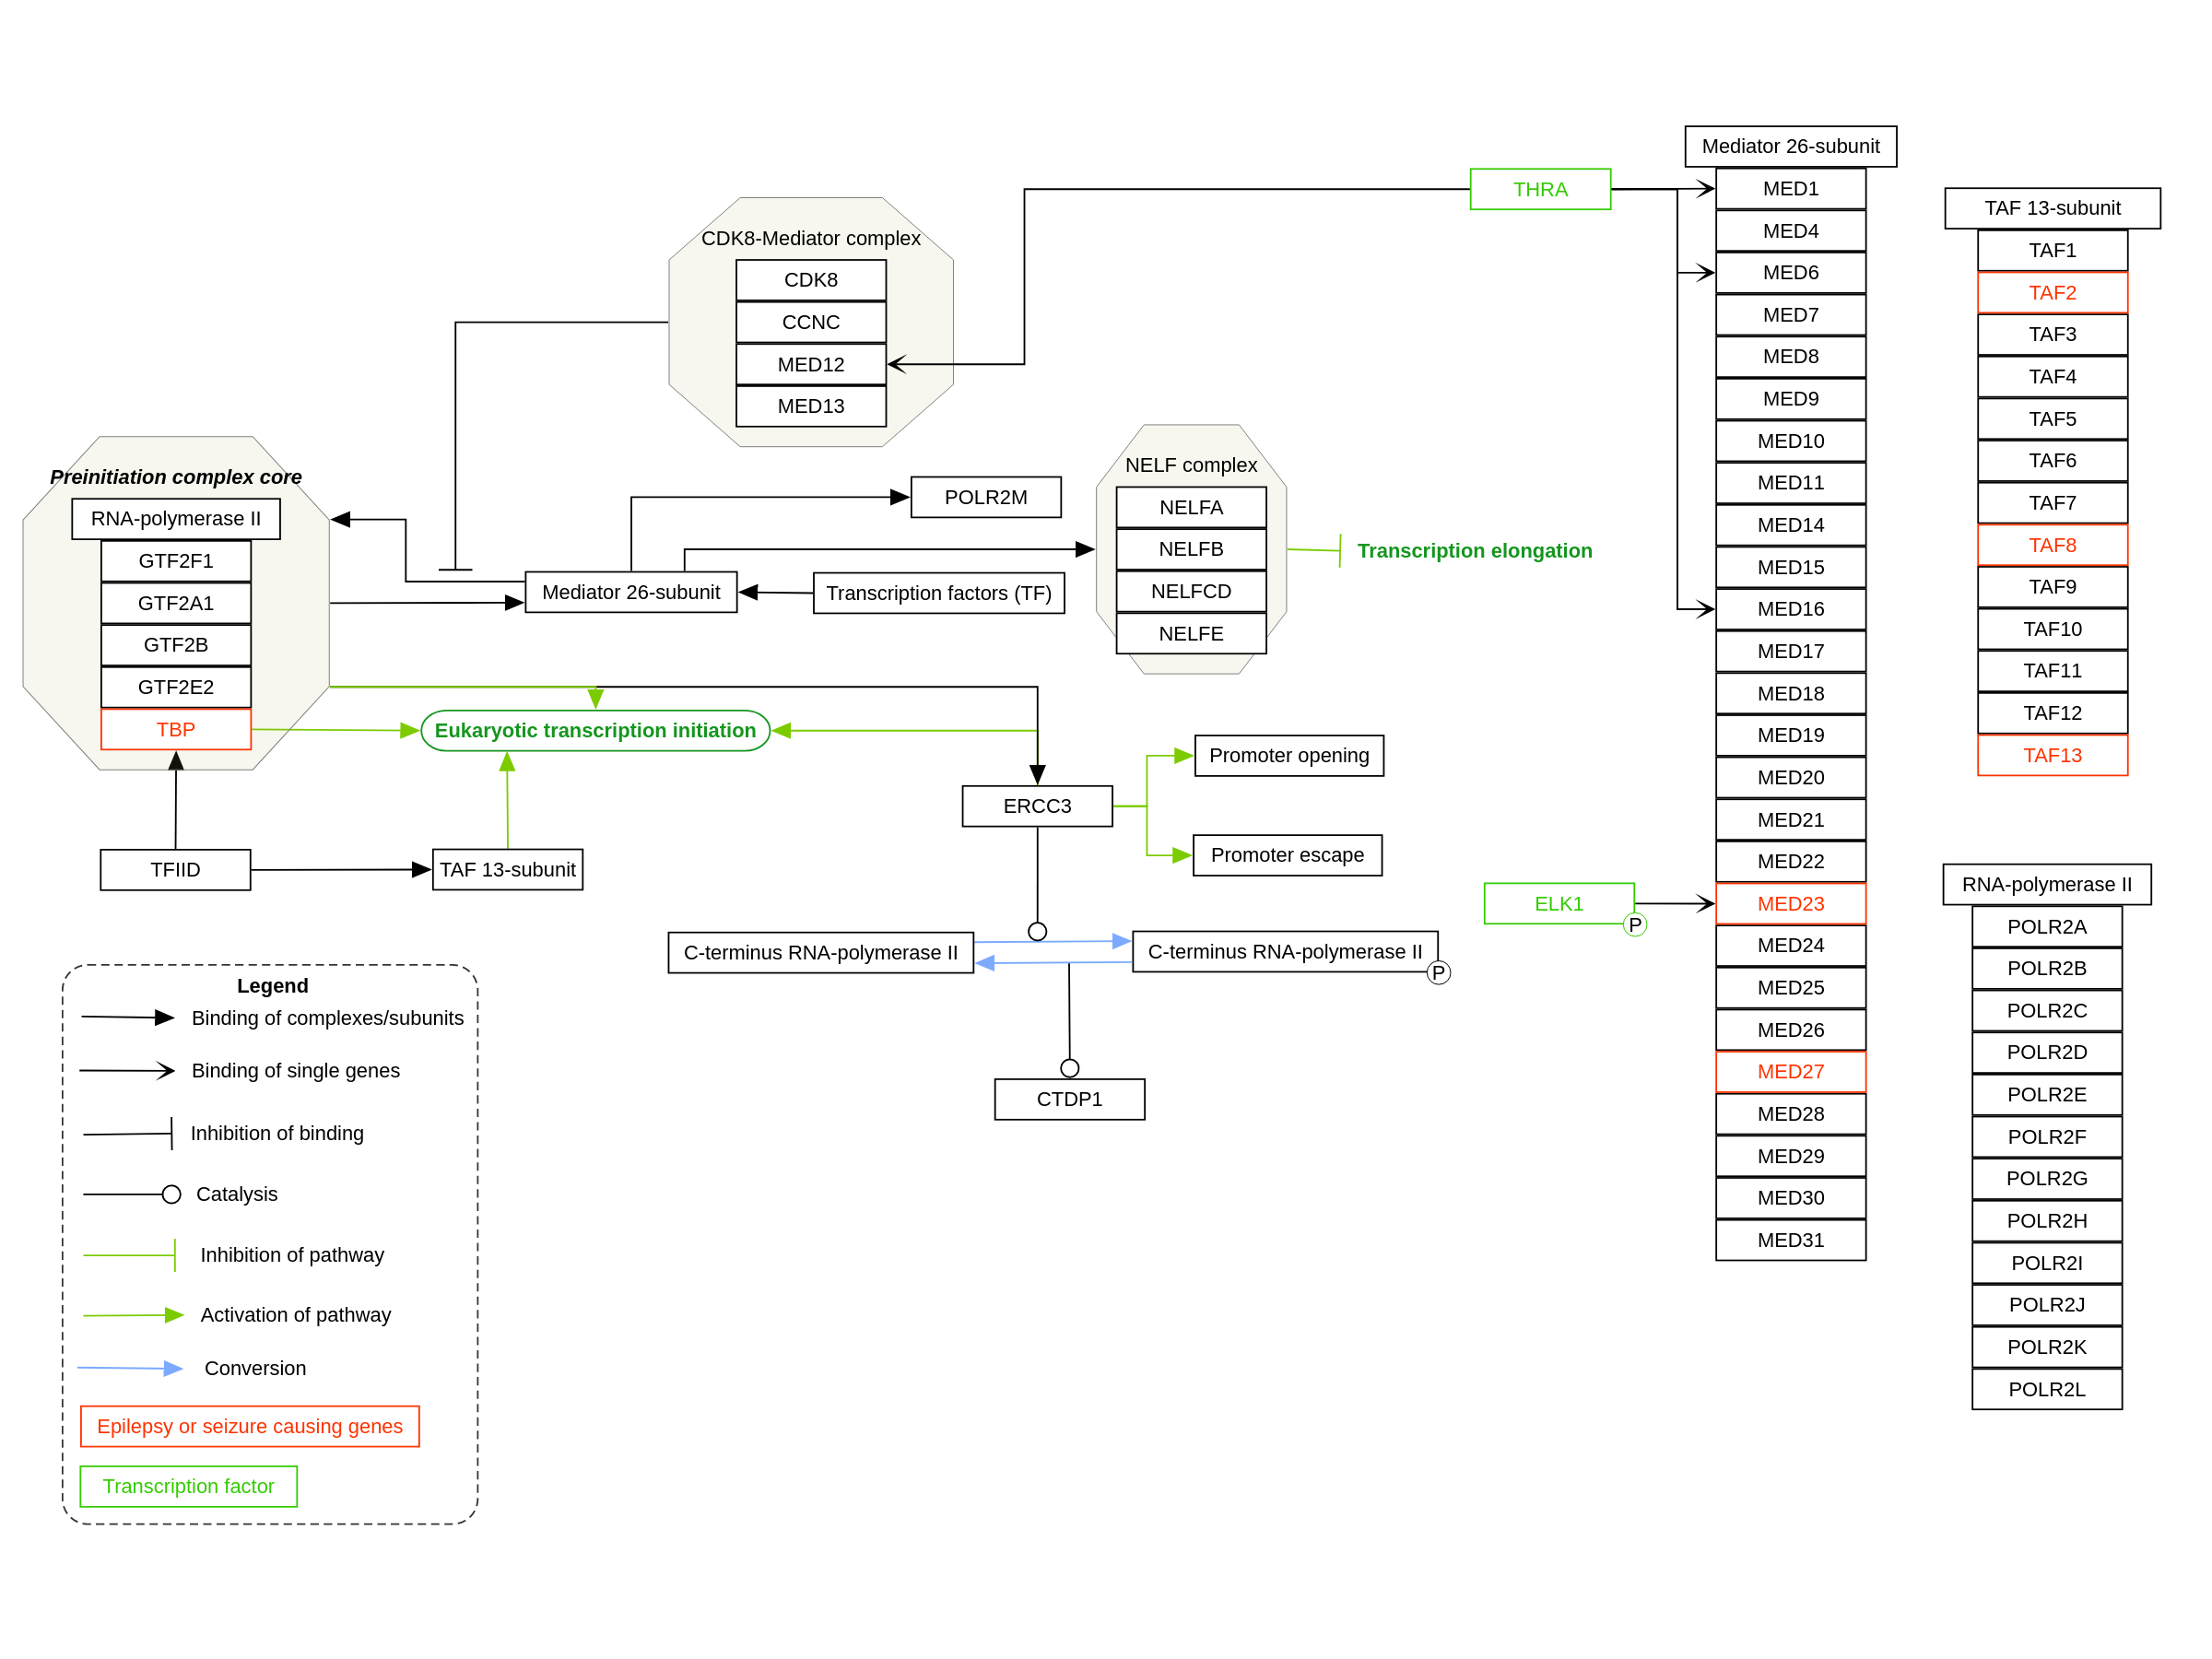 CDK8-Mediator complex
CDK8
CCNC
MED12
MED13
THRA
Preinitiation complex core
RNA-polymerase II
GTF2F1
GTF2A1
GTF2B
GTF2E2
TBP
TFIID
TAF 13-subunit
Mediator 26-subunit
Transcription factors (TF)
POLR2M
NELF complex
NELFA
NELFB
NELFCD
NELFE
Transcription elongation
Eukaryotic transcription initiation
ERCC3
Promoter opening
Promoter escape
C-terminus RNA-polymerase II
C-terminus RNA-polymerase II
P
CTDP1
ELK1
P
Mediator 26-subunit
MED1
MED4
MED6
MED7
MED8
MED9
MED10
MED11
MED14
MED15
MED16
MED17
MED18
MED19
MED20
MED21
MED22
MED23
MED24
MED25
MED26
MED27
MED28
MED29
MED30
MED31
TAF 13-subunit
TAF1
TAF2
TAF3
TAF4
TAF5
TAF6
TAF7
TAF8
TAF9
TAF10
TAF11
TAF12
TAF13
RNA-polymerase II
POLR2A
POLR2B
POLR2C
POLR2D
POLR2E
POLR2F
POLR2G
POLR2H
POLR2I
POLR2J
POLR2K
POLR2L
Legend
Binding of complexes/subunits
Binding of single genes
Inhibition of binding
Catalysis
Inhibition of pathway
Activation of pathway
Conversion
Epilepsy or seizure causing genes
Transcription factor